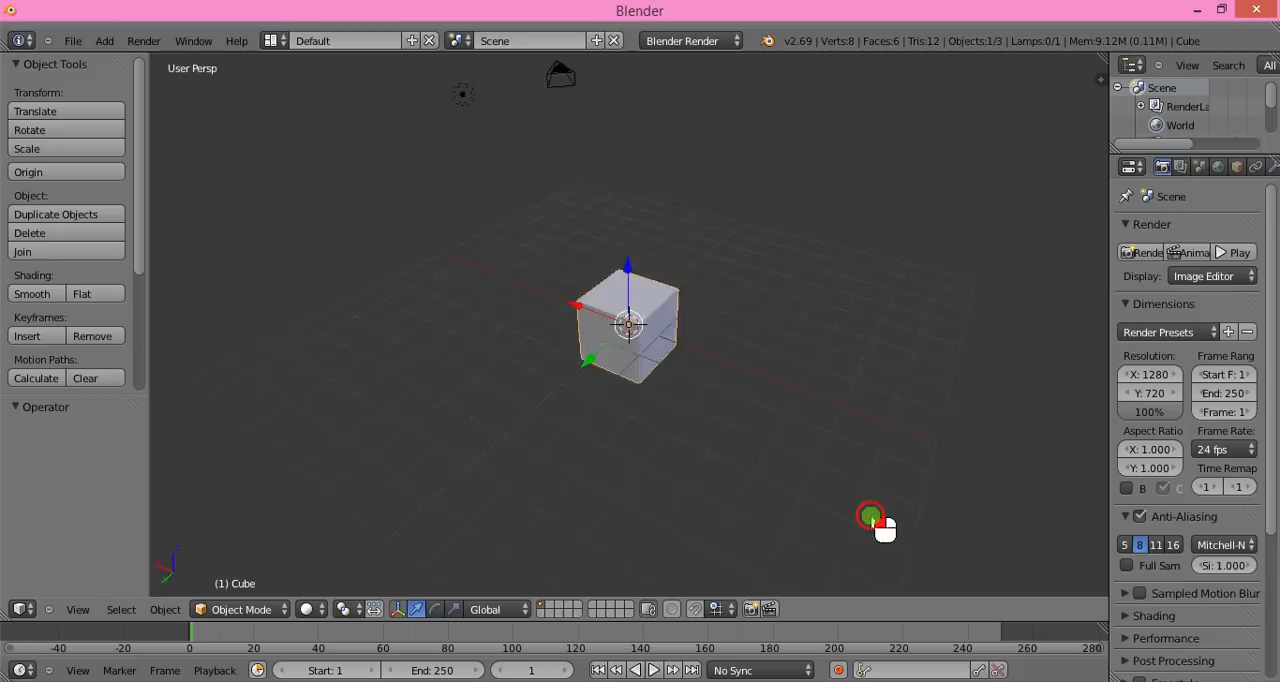 Blender
File Add Render Window Help Default Scene Blender Render v2.69 | Verts:8 | Faces:6 | Tris:12 | Objects:1/3 | Lamps:0/1 | Mem:9.12M (0.11M) | Cube
Object Tools
Transform:
Translate
Rotate
Scale
Origin
Object:
Duplicate Objects
Delete
Join
Shading:
Smooth Flat
Keyframes:
Insert Remove
Motion Paths:
Calculate Clear
Operator
User Persp
(1) Cube
View Select Object Object Mode Global
-40 -20 0 20 40 60 80 100 120 140 160 180 200 220 240 260 280
View Marker Frame Playback Start: 1 End: 250 1 No Sync
View Search All
Scene
RenderLa
World
Scene
Render
Rende Anima Play
Display: Image Editor
Dimensions
Render Presets
Resolution: Frame Rang
X: 1280 Start F: 1
Y: 720 End: 250
100% Frame: 1
Aspect Ratio Frame Rate:
X: 1.000 24 fps
Y: 1.000 Time Remap
B C 1 1
Anti-Aliasing
5 8 11 16 Mitchell-N
Full Sam Si: 1.000
Sampled Motion Blur
Shading
Performance
Post Processing